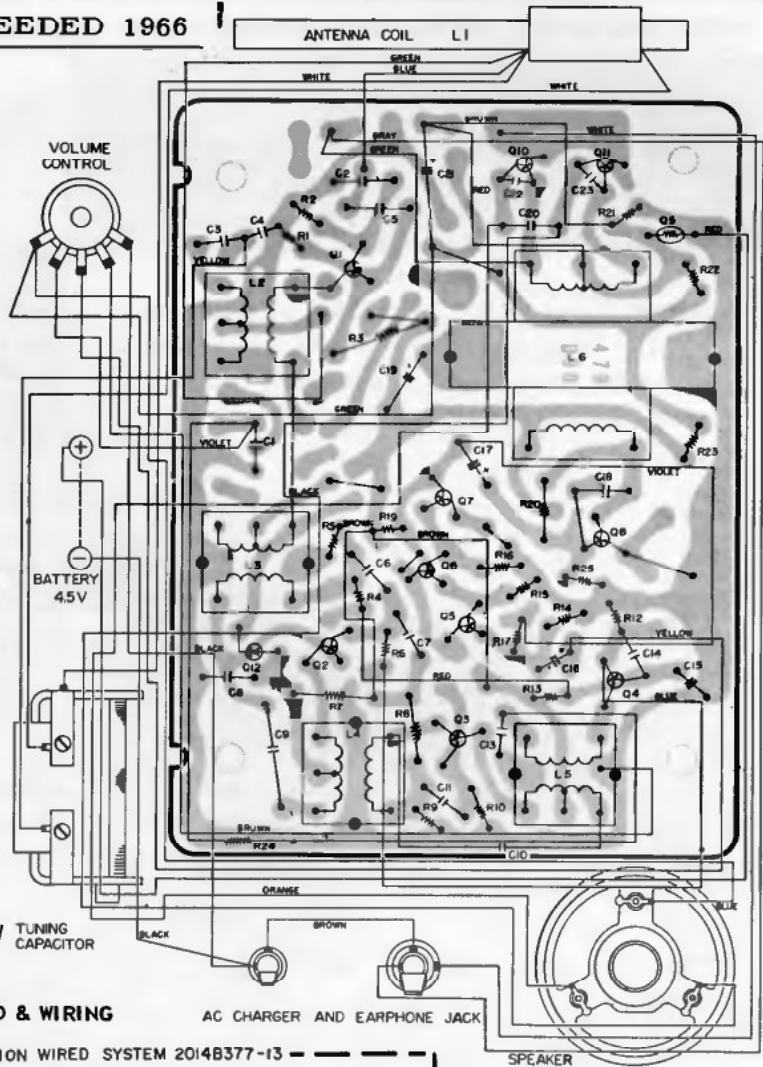 EEDED 1966
ANTENNA COIL L1
GREEN
BLUE
WHITE
WHITE
VOLUME
CONTROL
BROWN
GRAY
GREEN
WHITE
Q10
Q11
C2
C21
RED
C23
C20
R21
Q9
RED
C3
C4
R2
C5
R1
YELLOW
Q1
L2
R22
R3
L6
479
C19
GREEN
VIOLET
C1
C17
VIOLET
R23
BLACK
Q7
C18
R20
Q8
R5
BROWN
R19
BROWN
BATTERY
4.5V
L3
C6
Q6
R16
R25
R4
R15
R14
R12
Q5
R17
YELLOW
BLACK
Q12
Q2
R6
C7
C16
C14
C15
C8
RED
R13
Q4
BLUE
R7
R8
Q3
C13
L4
C9
L5
C11
R9
R10
BROWN
R24
C10
ORANGE
TUNING
CAPACITOR
BLACK
BROWN
BLUE
D & WIRING
AC CHARGER AND EARPHONE JACK
ION WIRED SYSTEM 2014B377-13
SPEAKER